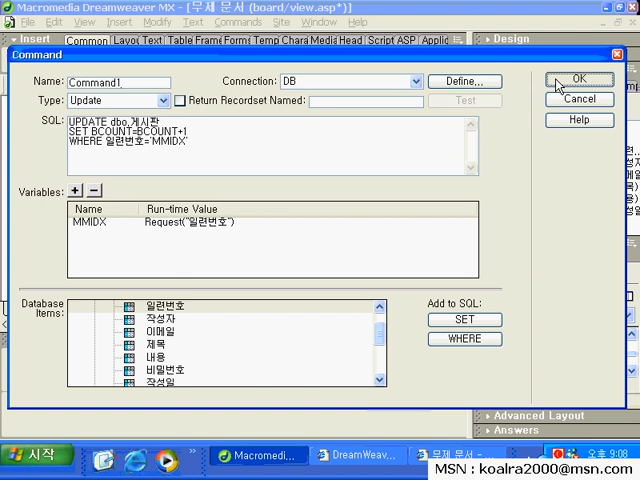 Macromedia Dreamweaver MX - [무제 문서 (board/view.asp*)]
File Edit View Insert Modify Text Commands Site Window Help
Insert Common Layou Text Table Frame Forms Temp Chara Media Head Script ASP Applic
Design
Command
Name: Command1
Connection: DB
Define...
OK
Type: Update
Return Recordset Named:
Test
Cancel
SQL:
UPDATE dbo.게시판
SET BCOUNT=BCOUNT+1
WHERE 일련번호='MMIDX'
Help
Variables: + −
Name Run-time Value
MMIDX Request("일련번호")
Database Items:
일련번호
작성자
이메일
제목
내용
비밀번호
작성일
Add to SQL:
SET
WHERE
Advanced Layout
Answers
시작
Macromedi...
DreamWeav...
무제 문서 - ...
오후 9:08
MSN : koalra2000@msn.com